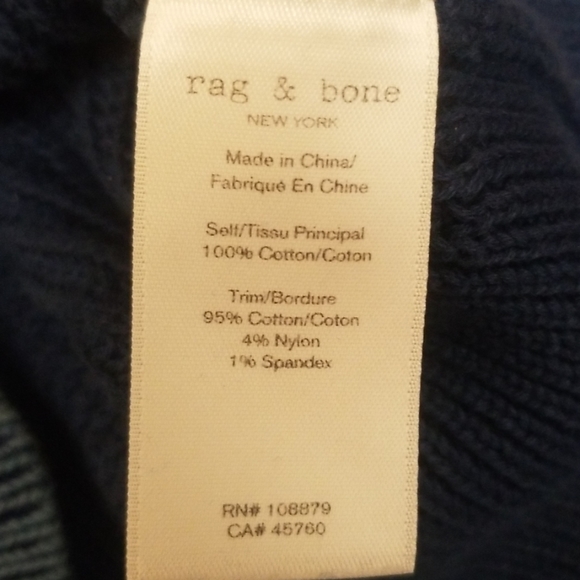 rag & bone
NEW YORK
Made in China/
Fabriqué En Chine
Self/Tissu Principal
100% Cotton/Coton
Trim/Bordure
95% Cotton/Coton
4% Nylon
1% Spandex
RN# 108879
CA# 45760